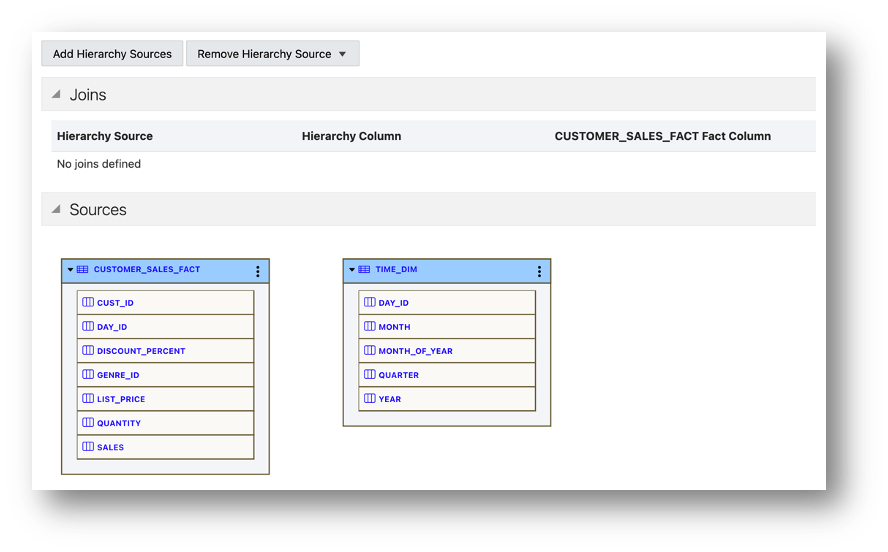 Add Hierarchy Sources Remove Hierarchy Source
Joins
Hierarchy Source Hierarchy Column CUSTOMER_SALES_FACT Fact Column
No joins defined
Sources
CUSTOMER_SALES_FACT
CUST_ID
DAY_ID
DISCOUNT_PERCENT
GENRE_ID
LIST_PRICE
QUANTITY
SALES
TIME_DIM
DAY_ID
MONTH
MONTH_OF_YEAR
QUARTER
YEAR